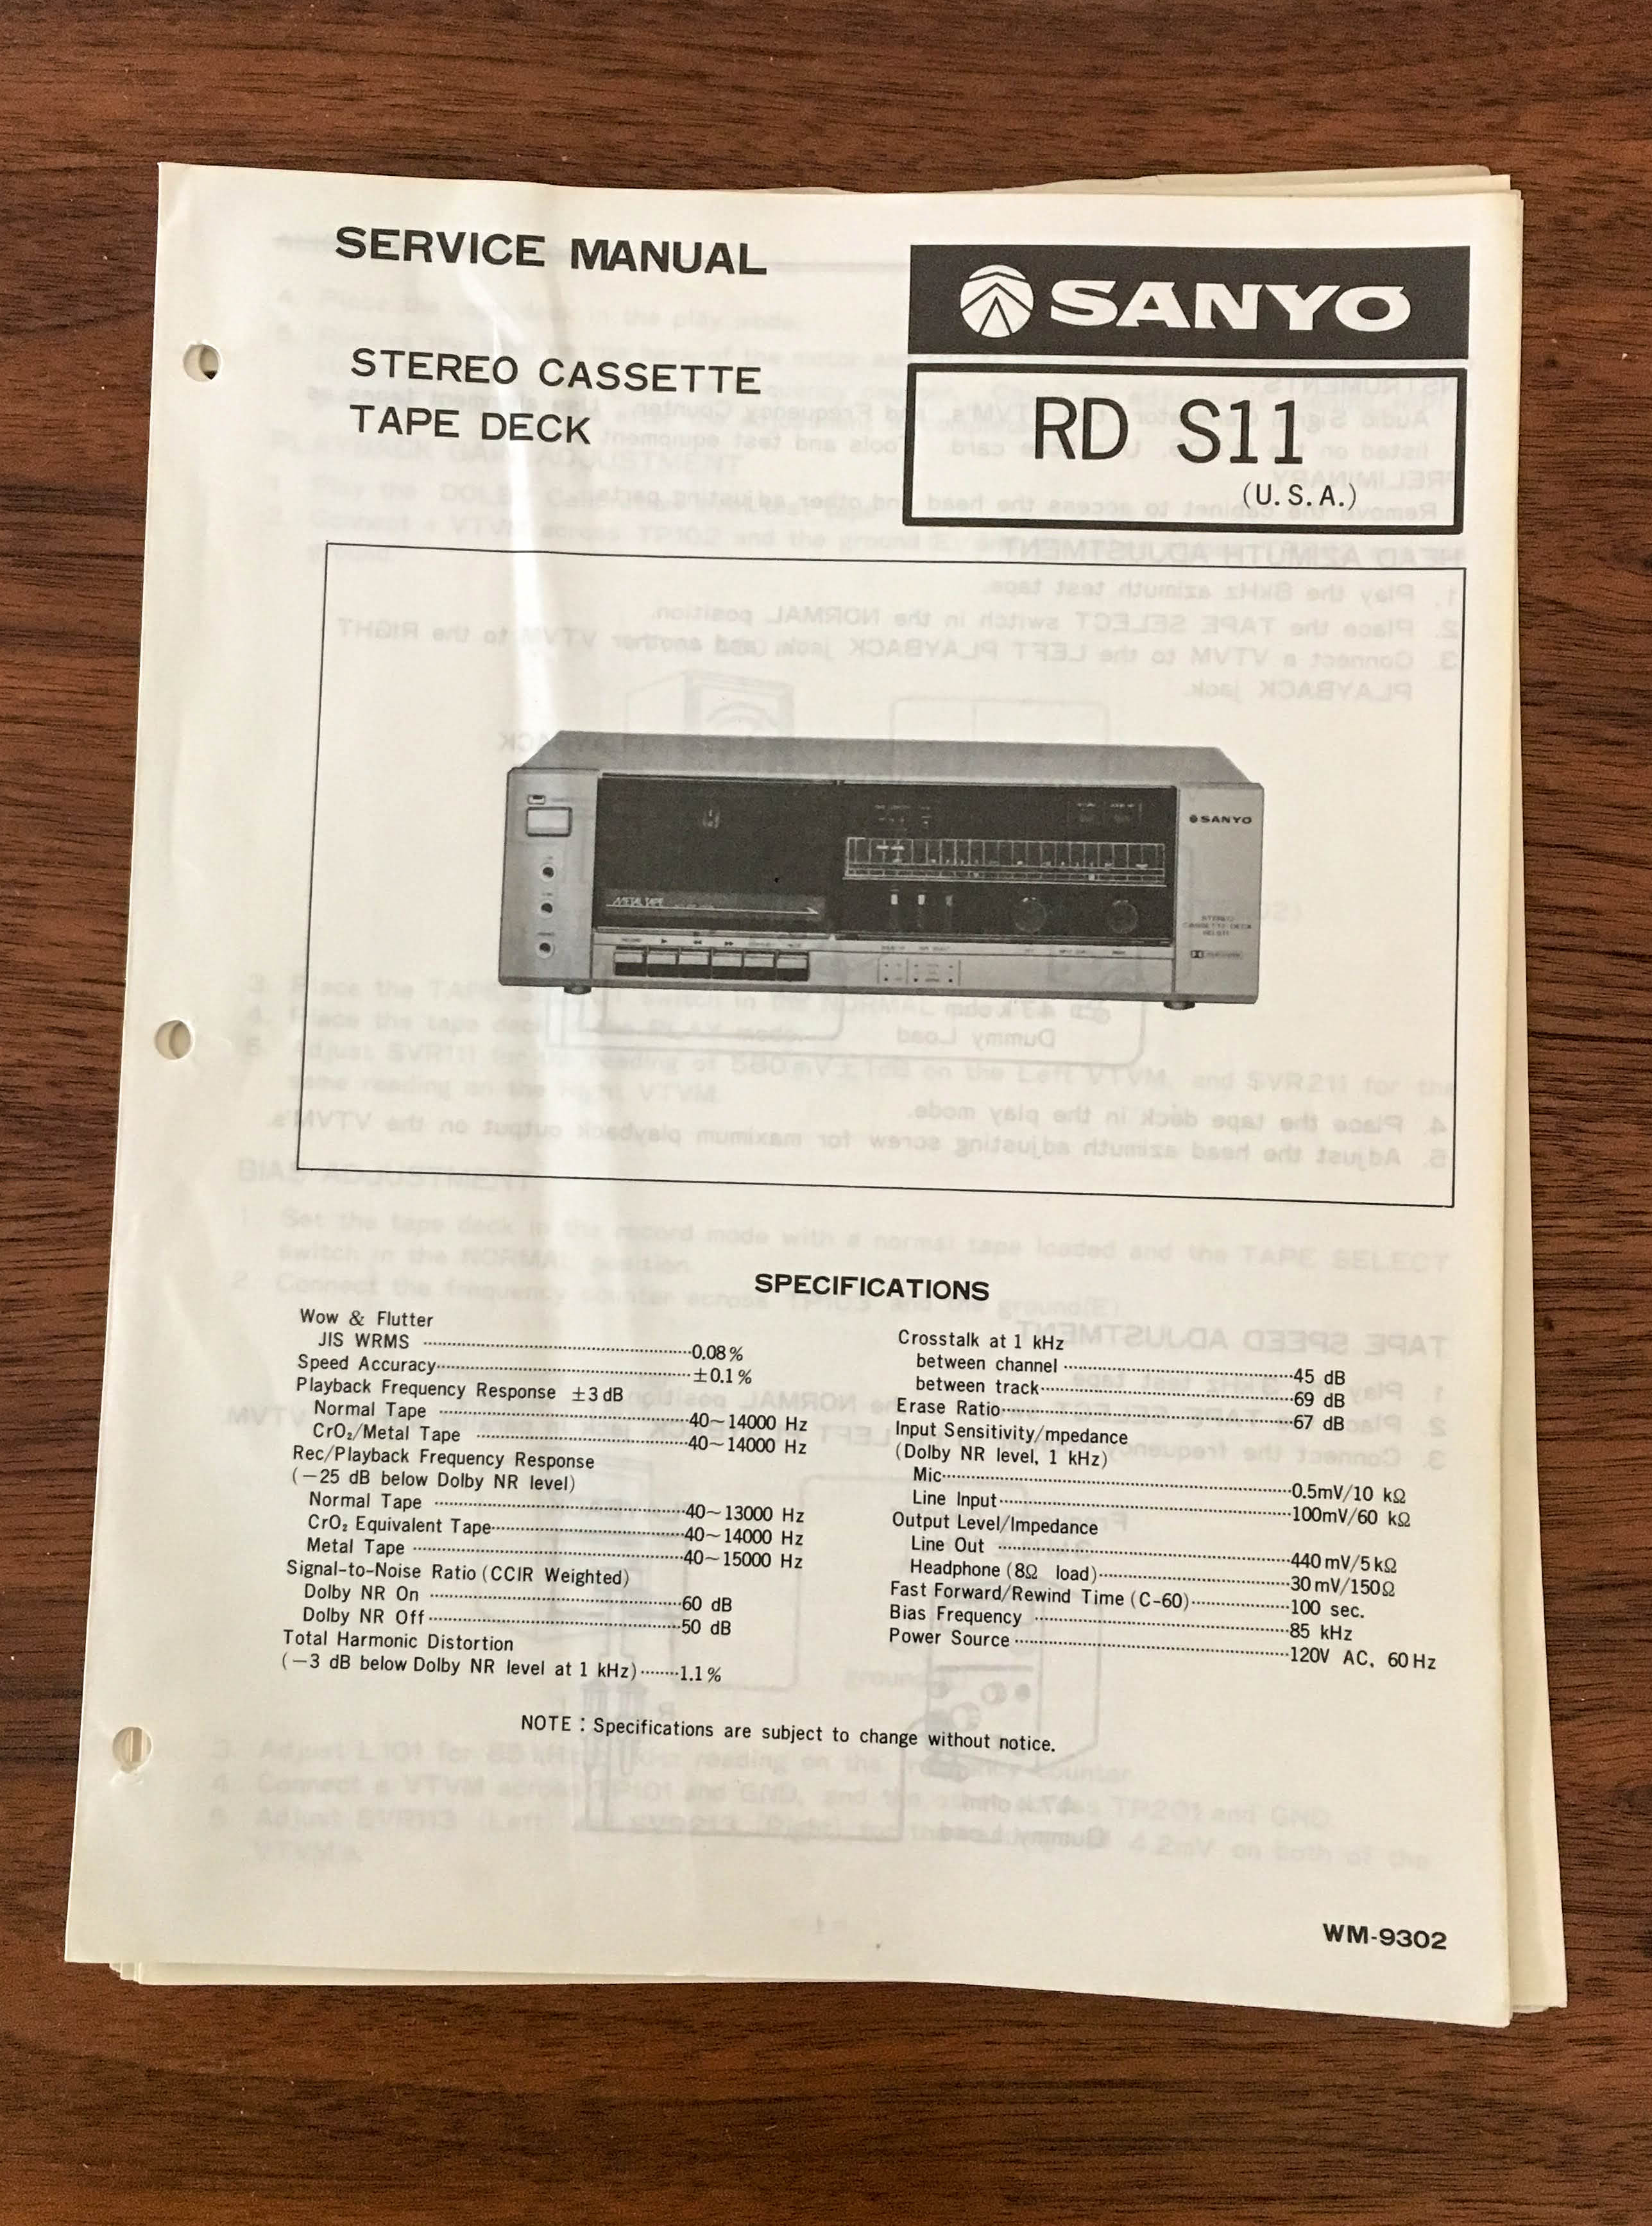 SERVICE MANUAL
SANYO
STEREO CASSETTE
TAPE DECK
RD S11
(U.S.A.)
SANYO
METAL TAPE
STEREO
CASSETTE DECK
RD S11
SPECIFICATIONS
Wow & Flutter
JIS WRMS ........ 0.08%
Speed Accuracy ........ ±0.1%
Playback Frequency Response ±3 dB
Normal Tape ........ 40~14000 Hz
CrO₂/Metal Tape ........ 40~14000 Hz
Rec/Playback Frequency Response
(−25 dB below Dolby NR level)
Normal Tape ........ 40~13000 Hz
CrO₂ Equivalent Tape ........ 40~14000 Hz
Metal Tape ........ 40~15000 Hz
Signal-to-Noise Ratio (CCIR Weighted)
Dolby NR On ........ 60 dB
Dolby NR Off ........ 50 dB
Total Harmonic Distortion
(−3 dB below Dolby NR level at 1 kHz) ........ 1.1%
Crosstalk at 1 kHz
between channel ........ 45 dB
between track ........ 69 dB
Erase Ratio ........ 67 dB
Input Sensitivity/mpedance
(Dolby NR level, 1 kHz)
Mic ........ 0.5mV/10 kΩ
Line Input ........ 100mV/60 kΩ
Output Level/Impedance
Line Out ........ 440 mV/5 kΩ
Headphone (8Ω load) ........ 30 mV/150Ω
Fast Forward/Rewind Time (C-60) ........ 100 sec.
Bias Frequency ........ 85 kHz
Power Source ........ 120V AC, 60 Hz
NOTE : Specifications are subject to change without notice.
WM-9302